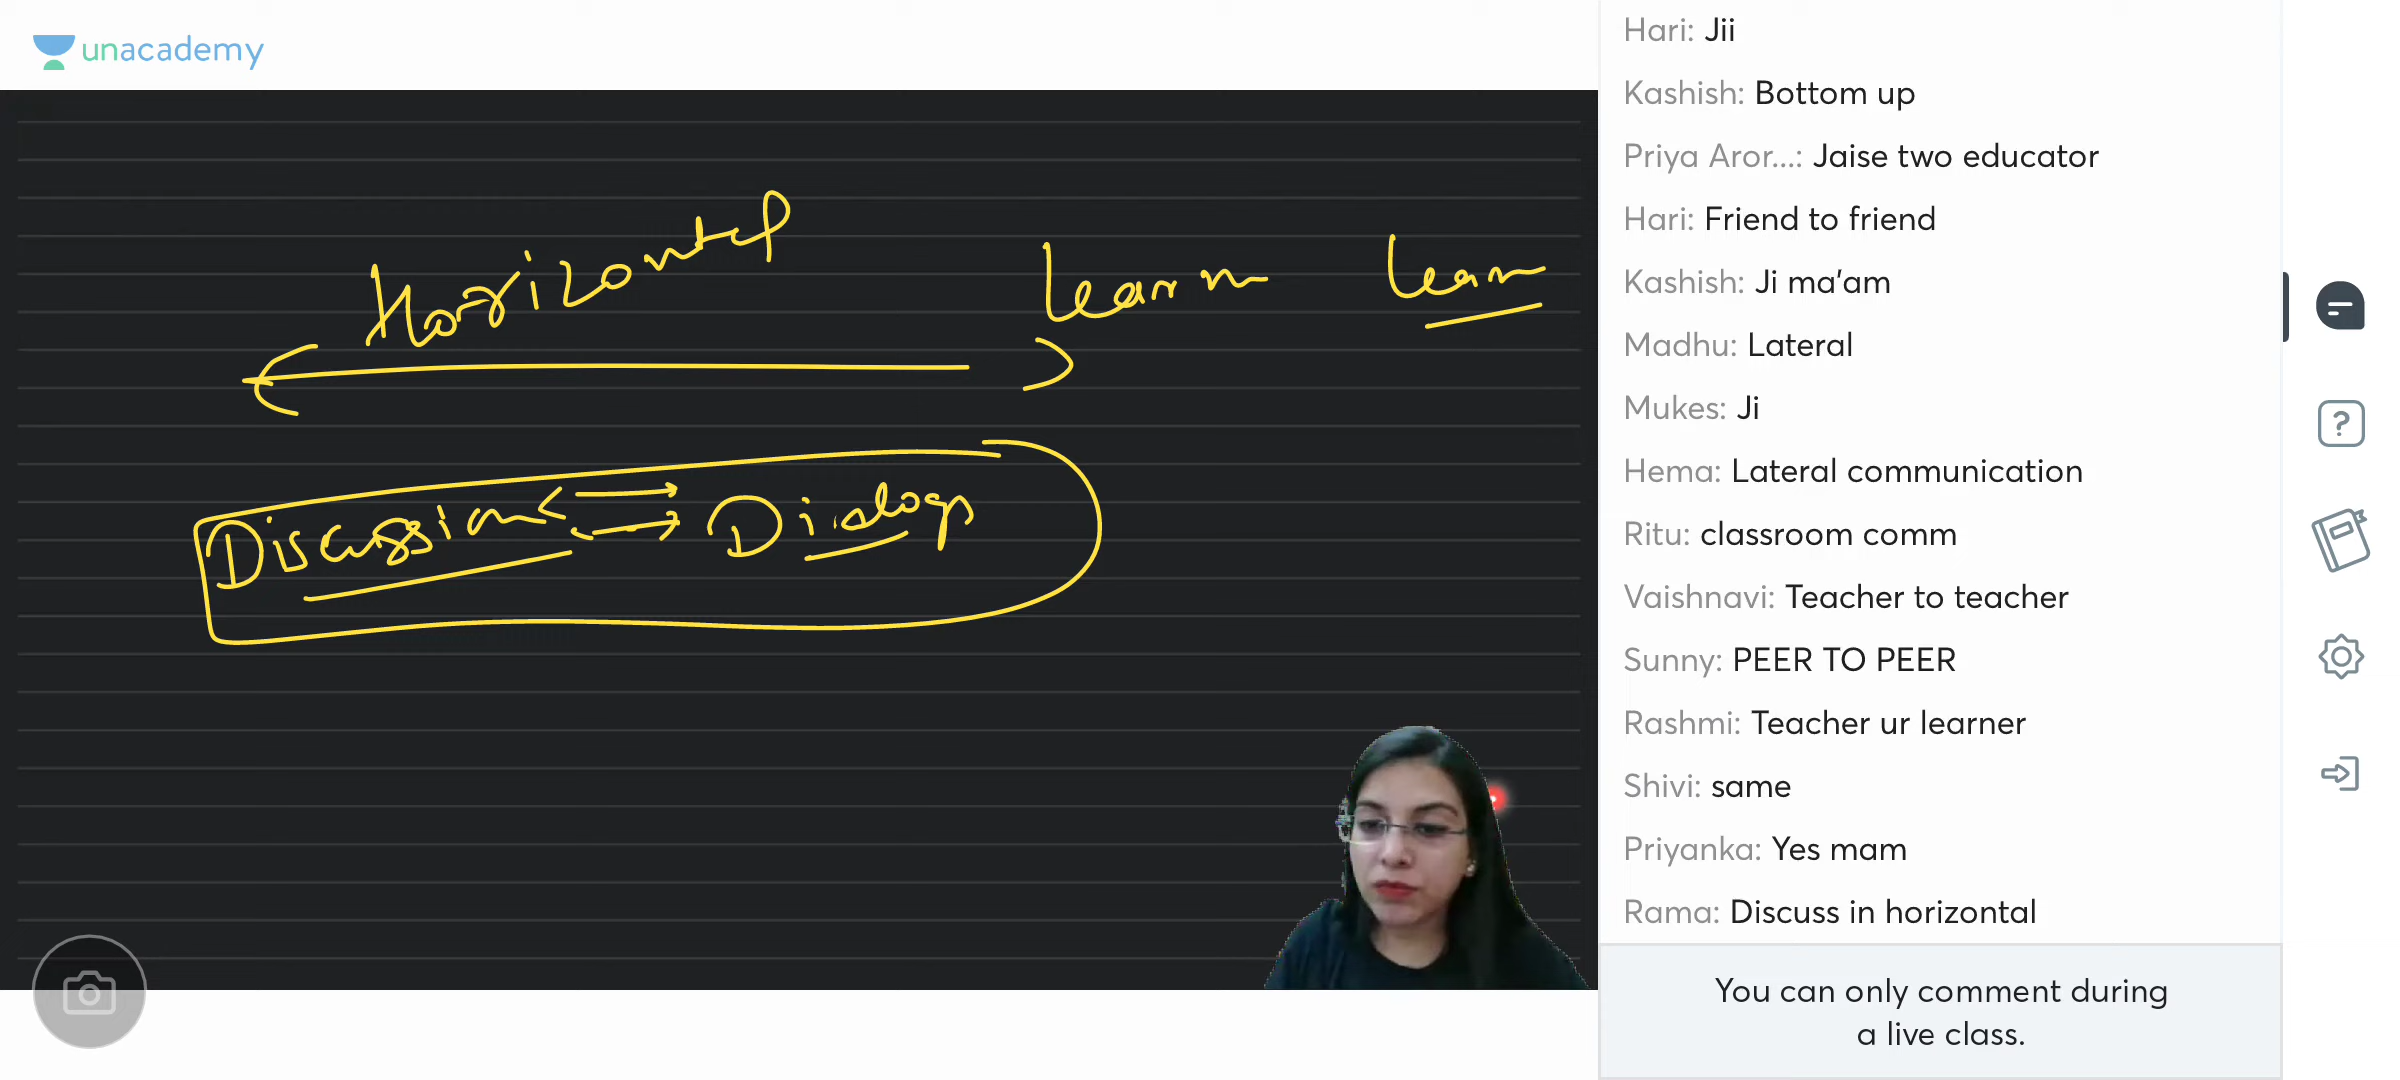 unacademy
Horizontal
learn learn
Discussion Dialogs
Hari: Jii
Kashish: Bottom up
Priya Aror...: Jaise two educator
Hari: Friend to friend
Kashish: Ji ma'am
Madhu: Lateral
Mukes: Ji
Hema: Lateral communication
Ritu: classroom comm
Vaishnavi: Teacher to teacher
Sunny: PEER TO PEER
Rashmi: Teacher ur learner
Shivi: same
Priyanka: Yes mam
Rama: Discuss in horizontal
You can only comment during
a live class.